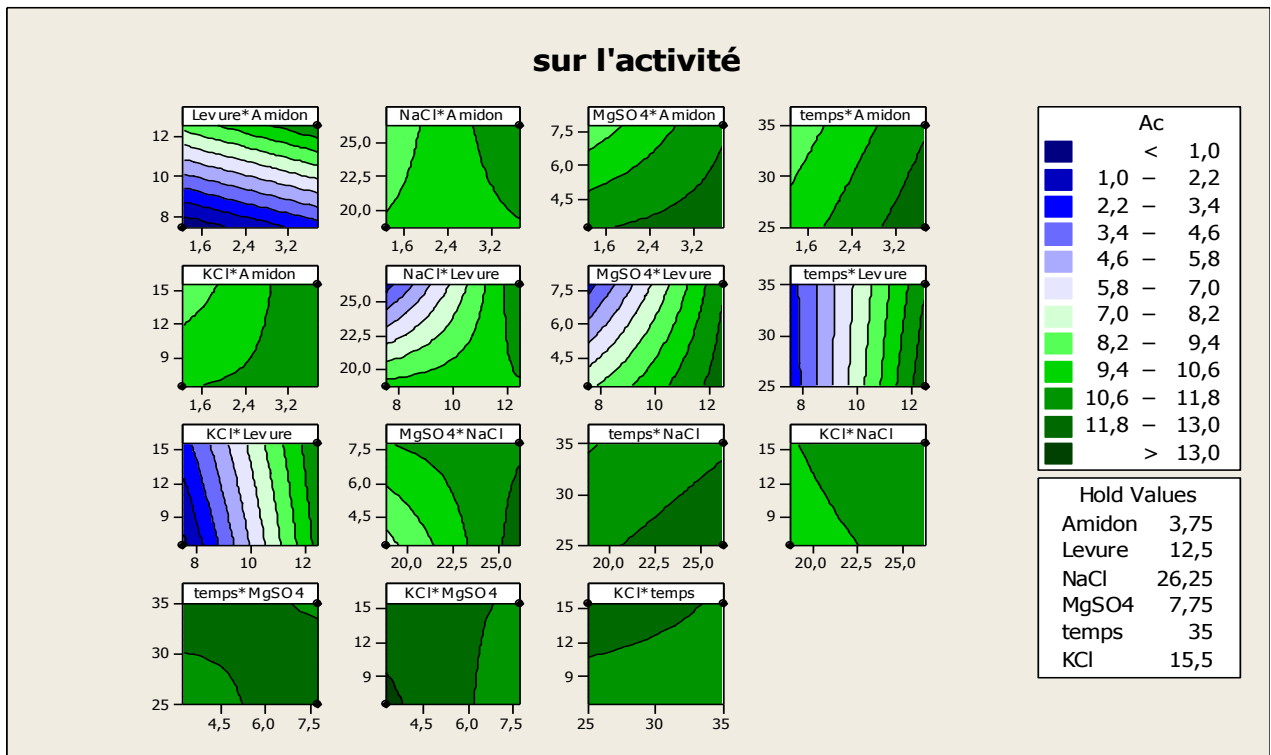 sur l'activité
Levure*Amidon
12
10
8
1,6 2,4 3,2
NaCl*Amidon
25,0
22,5
20,0
1,6 2,4 3,2
MgSO4*Amidon
7,5
6,0
4,5
1,6 2,4 3,2
temps*Amidon
35
30
25
1,6 2,4 3,2
KCl*Amidon
15
12
9
1,6 2,4 3,2
NaCl*Levure
25,0
22,5
20,0
8 10 12
MgSO4*Levure
7,5
6,0
4,5
8 10 12
temps*Levure
35
30
25
8 10 12
KCl*Levure
15
12
9
8 10 12
MgSO4*NaCl
7,5
6,0
4,5
20,0 22,5 25,0
temps*NaCl
35
30
25
20,0 22,5 25,0
KCl*NaCl
15
12
9
20,0 22,5 25,0
temps*MgSO4
35
30
25
4,5 6,0 7,5
KCl*MgSO4
15
12
9
4,5 6,0 7,5
KCl*temps
15
12
9
25 30 35
Ac
< 1,0
1,0 – 2,2
2,2 – 3,4
3,4 – 4,6
4,6 – 5,8
5,8 – 7,0
7,0 – 8,2
8,2 – 9,4
9,4 – 10,6
10,6 – 11,8
11,8 – 13,0
> 13,0
Hold Values
Amidon 3,75
Levure 12,5
NaCl 26,25
MgSO4 7,75
temps 35
KCl 15,5